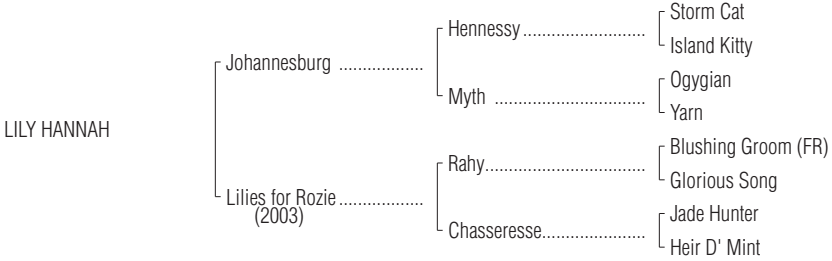 Storm Cat
Hennessy ..........................
Island Kitty
Johannesburg ..................
Ogygian
Myth ................................
Yarn
LILY HANNAH
Blushing Groom (FR)
Rahy..................................
Glorious Song
Lilies for Rozie ..................
(2003)
Jade Hunter
Chasseresse......................
Heir D' Mint